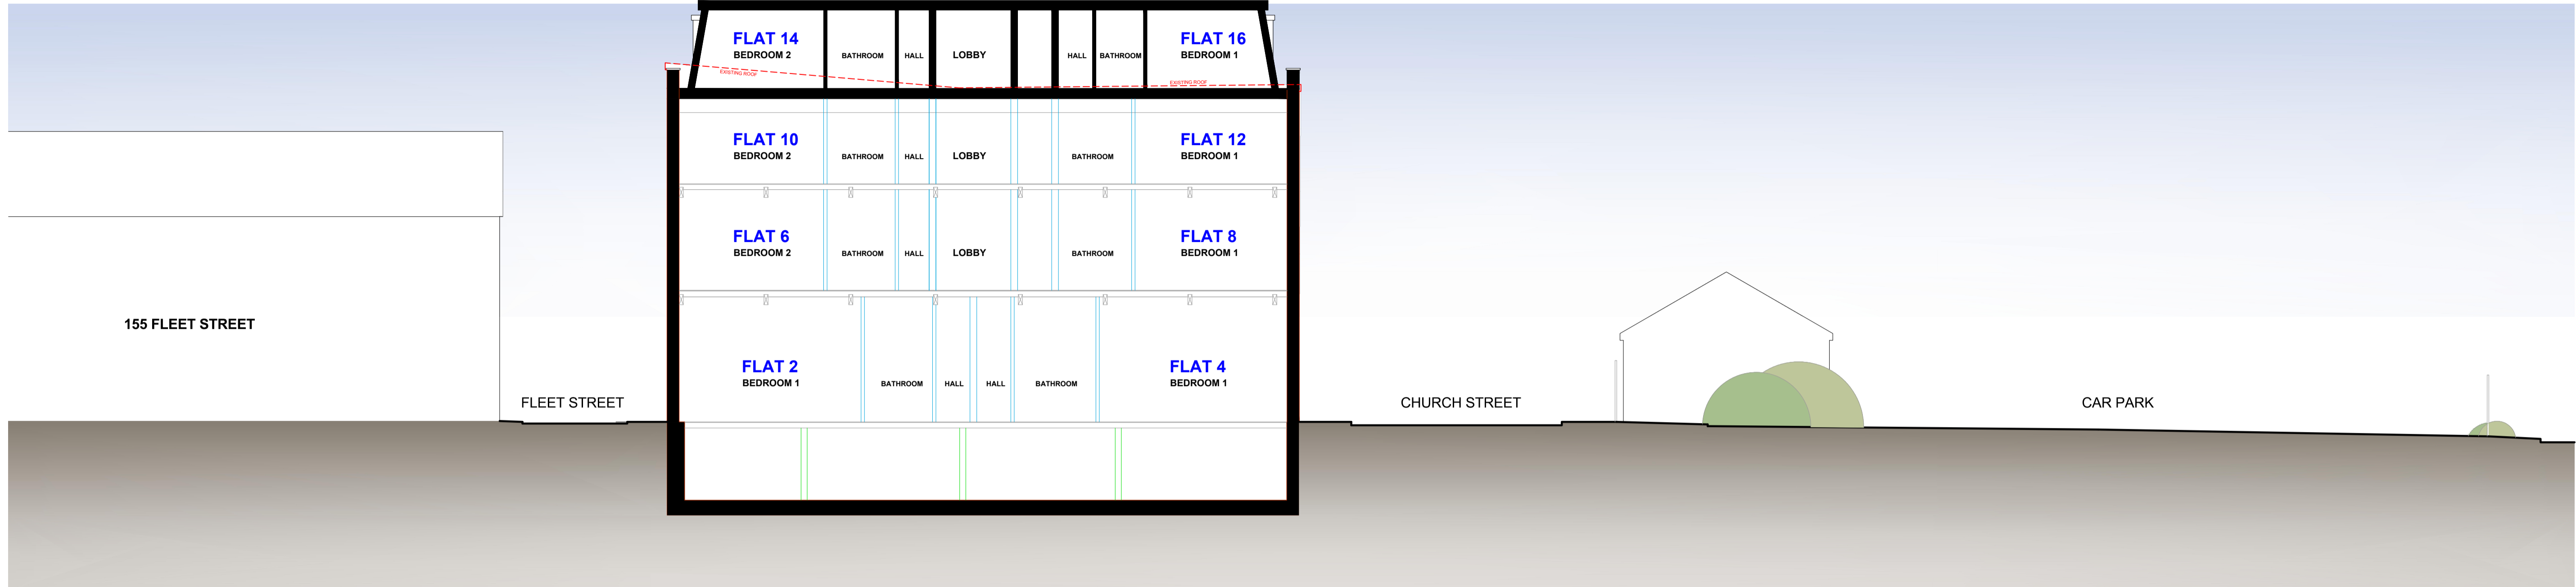 FLAT 14
BEDROOM 2
BATHROOM
HALL
LOBBY
HALL
BATHROOM
FLAT 16
BEDROOM 1
EXISTING ROOF
EXISTING ROOF
FLAT 10
BEDROOM 2
BATHROOM
HALL
LOBBY
BATHROOM
FLAT 12
BEDROOM 1
FLAT 6
BEDROOM 2
BATHROOM
HALL
LOBBY
BATHROOM
FLAT 8
BEDROOM 1
155 FLEET STREET
FLAT 2
BEDROOM 1
BATHROOM
HALL
HALL
BATHROOM
FLAT 4
BEDROOM 1
FLEET STREET
CHURCH STREET
CAR PARK